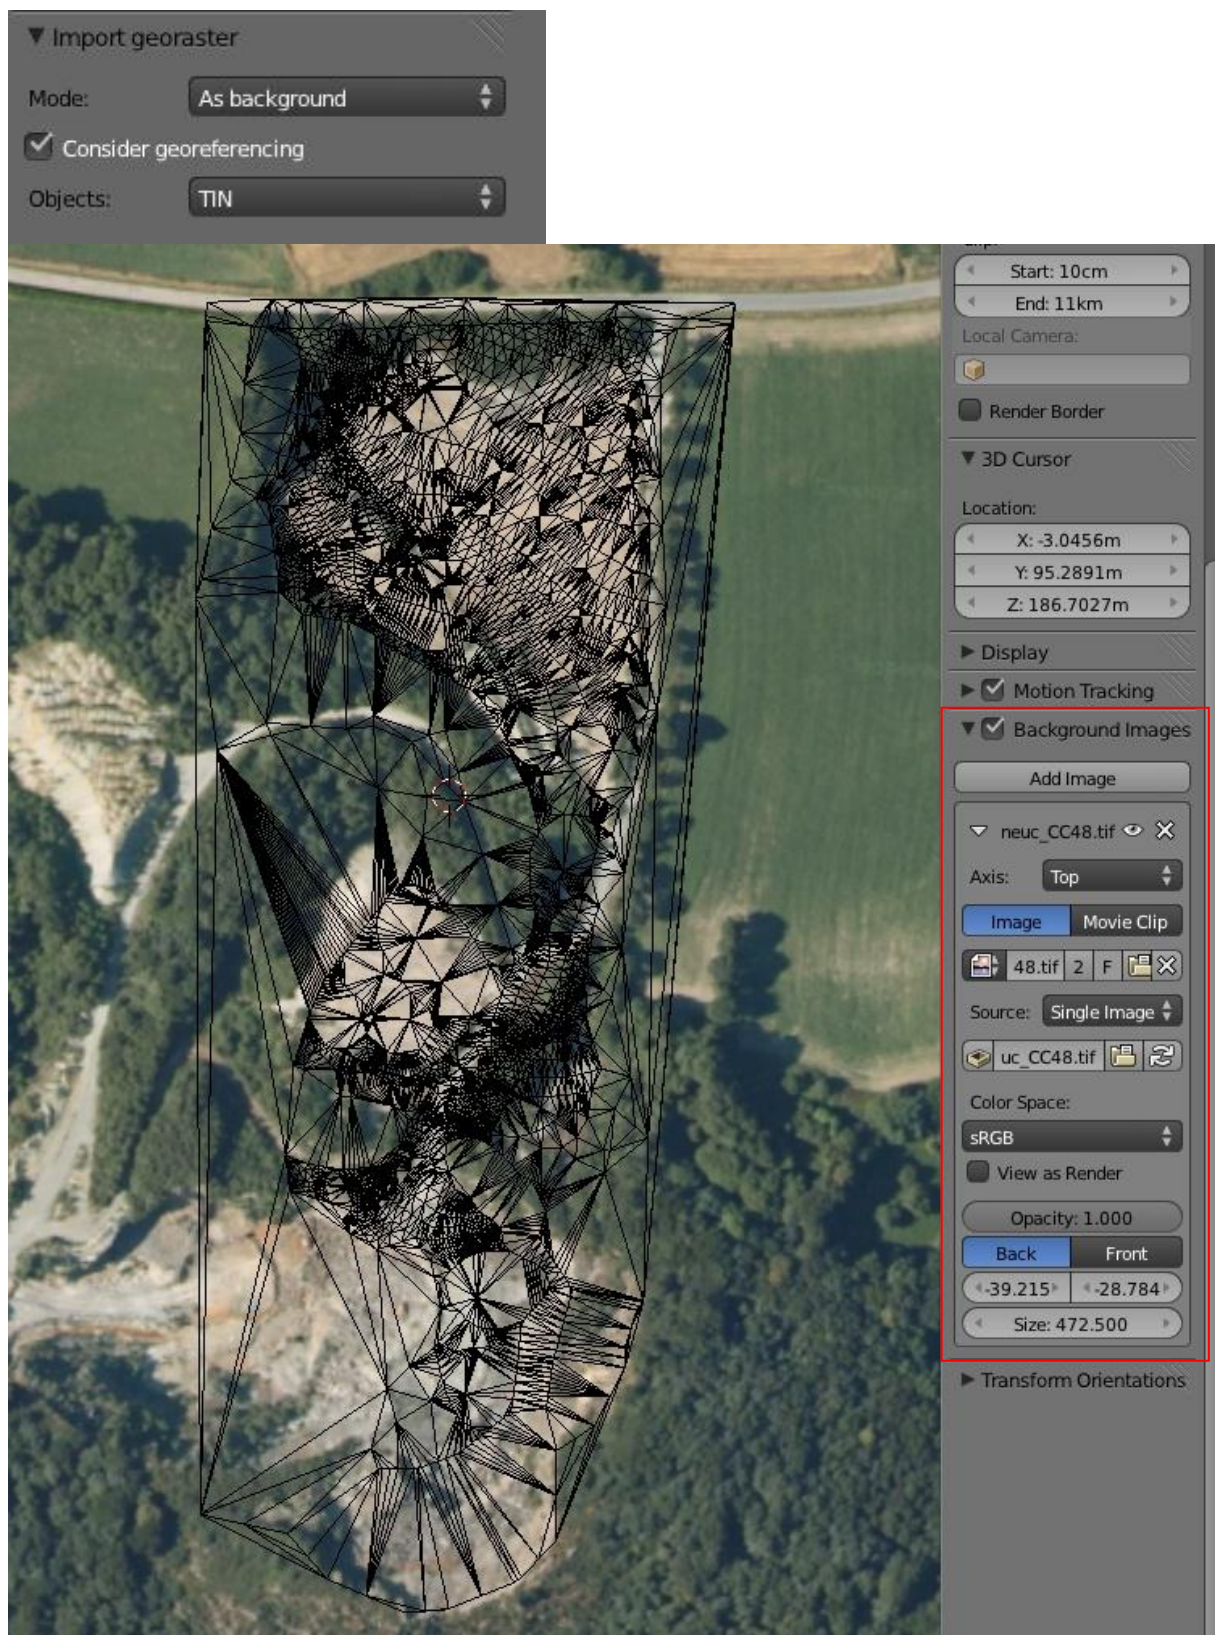 Import georaster
Mode: As background
Consider georeferencing
Objects: TIN
Start: 10cm
End: 11km
Local Camera:
Render Border
3D Cursor
Location:
X: -3.0456m
Y: 95.2891m
Z: 186.7027m
Display
Motion Tracking
Background Images
Add Image
neuc_CC48.tif
Axis: Top
Image Movie Clip
48.tif 2 F
Source: Single Image
uc_CC48.tif
Color Space:
sRGB
View as Render
Opacity: 1.000
Back Front
-39.215 -28.784
Size: 472.500
Transform Orientations